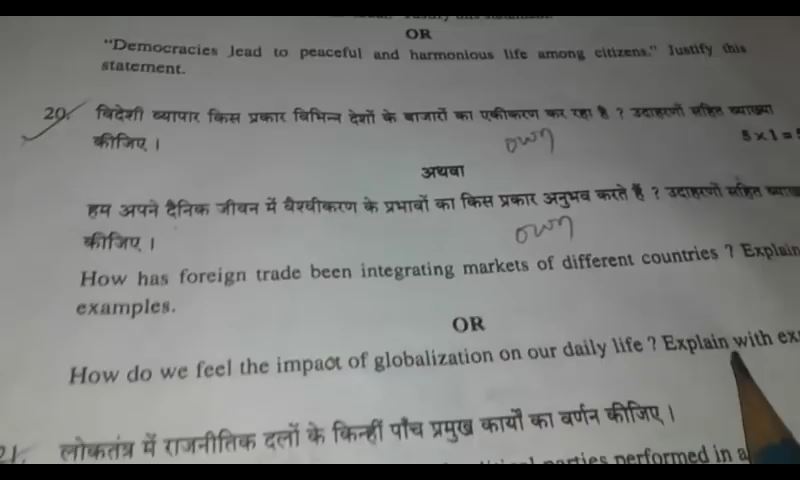 OR
"Democracies lead to peaceful and harmonious life among citizens." Justify this
statement.
20. विदेशी व्यापार किस प्रकार विभिन्न देशों के बाजारों का एकीकरण कर रहा है ? उदाहरणों सहित व्याख्या
कीजिए ।
own
5 x 1 =
अथवा
हम अपने दैनिक जीवन में वैश्वीकरण के प्रभावों का किस प्रकार अनुभव करते हैं ? उदाहरणों सहित
कीजिए ।
own
How has foreign trade been integrating markets of different countries ? Explain
examples.
OR
How do we feel the impact of globalization on our daily life ? Explain with
लोकतंत्र में राजनीतिक दलों के किन्हीं पाँच प्रमुख कार्यों का वर्णन कीजिए ।
parties performed in a